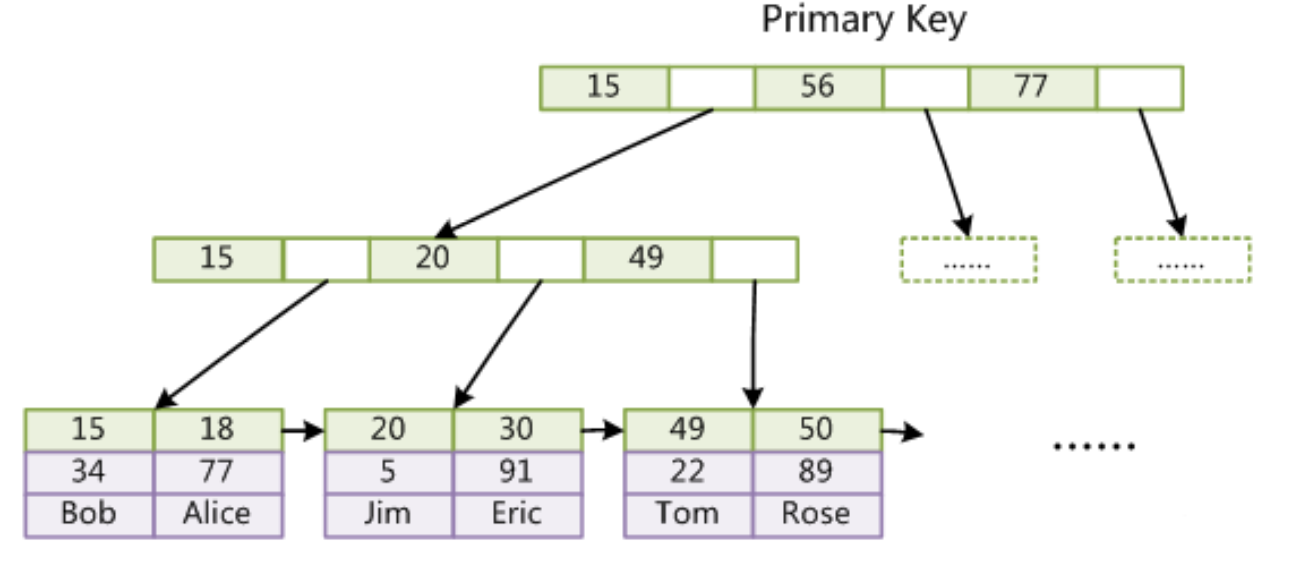 Primary Key
15 56 77
15 20 49
...... ......
15 18 20 30 49 50
34 77 5 91 22 89
......
Bob Alice Jim Eric Tom Rose